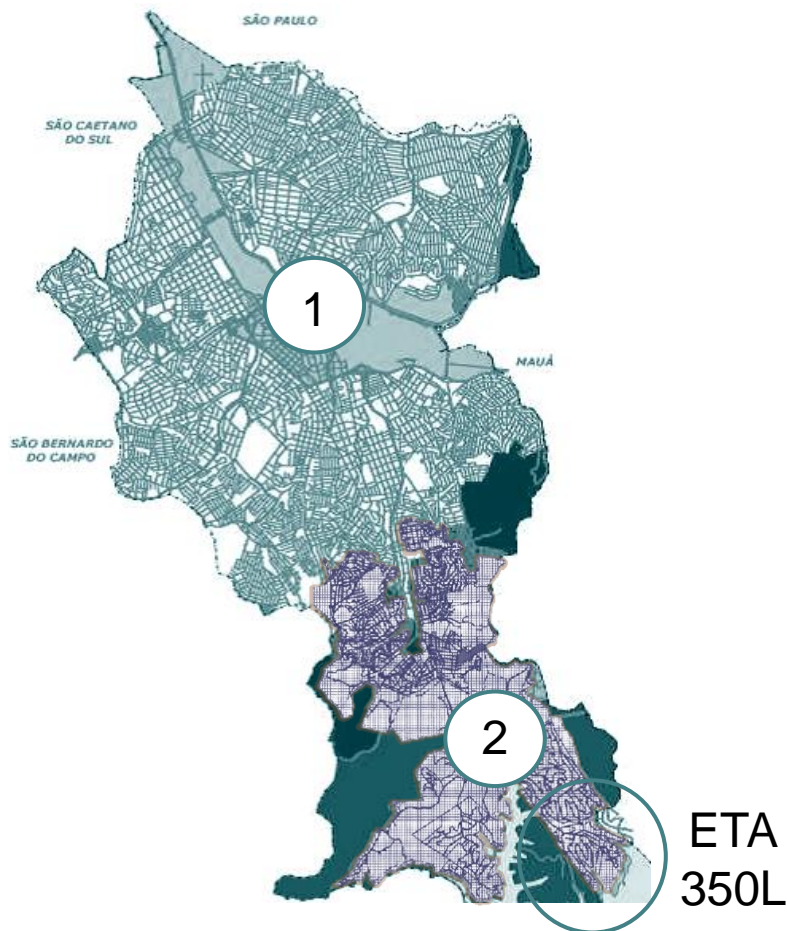 SÃO PAULO
SÃO CAETANO
DO SUL
1
MAUÁ
SÃO BERNARDO
DO CAMPO
2
ETA
350L